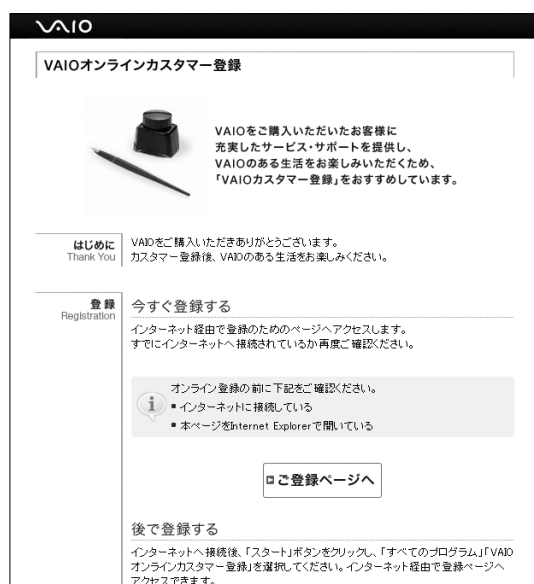 VAIO
VAIOオンラインカスタマー登録
VAIOをご購入いただいたお客様に
充実したサービス・サポートを提供し、
VAIOのある生活をお楽しみいただくため、
「VAIOカスタマー登録」をおすすめしています。
はじめに
Thank You
VAIOをご購入いただきありがとうございます。
カスタマー登録後、VAIOのある生活をお楽しみください。
登録
Registration
今すぐ登録する
インターネット経由で登録のためのページへアクセスします。
すでにインターネットへ接続されているか再度ご確認ください。
オンライン登録の前に下記をご確認ください。
■ インターネットに接続している
■ 本ページをInternet Explorerで開いている
ご登録ページへ
後で登録する
インターネットへ接続後、「スタート」ボタンをクリックし、「すべてのプログラム」「VAIO
オンラインカスタマー登録」を選択してください。インターネット経由で登録ページへ
アクセスできます。